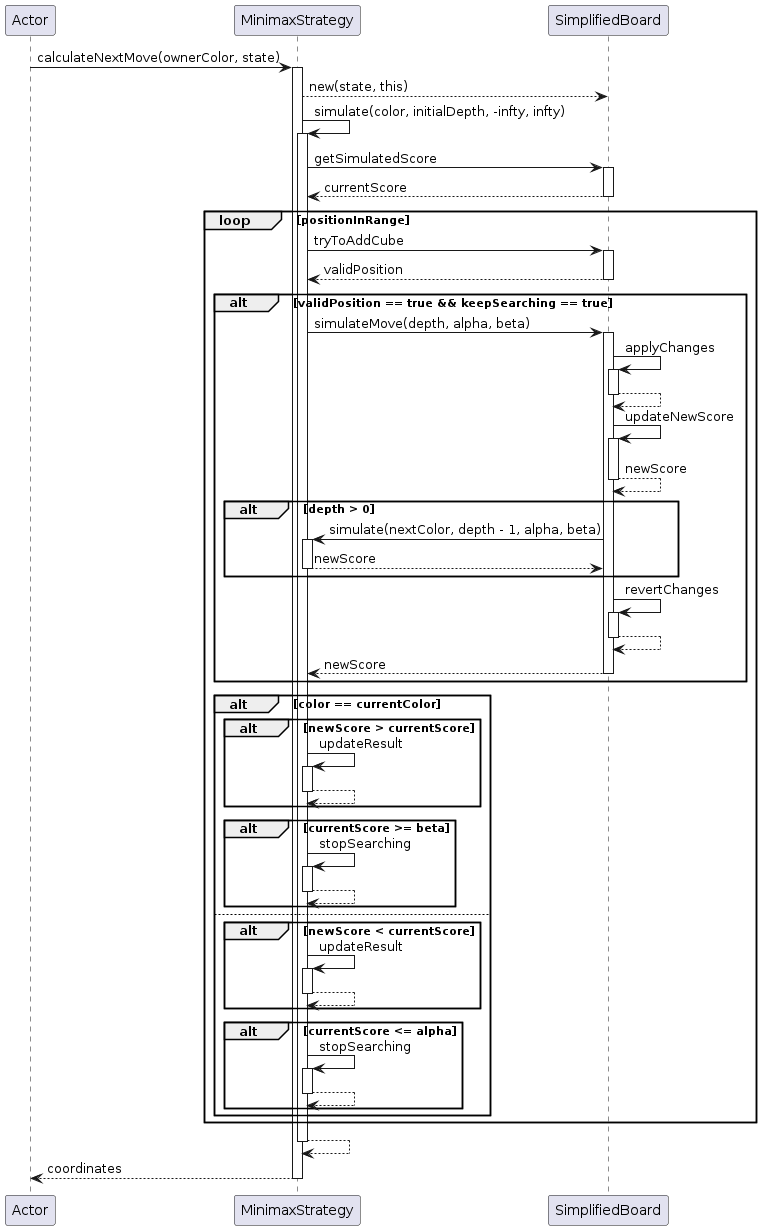 Actor MinimaxStrategy SimplifiedBoard
calculateNextMove(ownerColor, state)
new(state, this)
simulate(color, initialDepth, -infty, infty)
getSimulatedScore
currentScore
loop [positionInRange]
tryToAddCube
validPosition
alt [validPosition == true && keepSearching == true]
simulateMove(depth, alpha, beta)
applyChanges
updateNewScore
newScore
alt [depth > 0]
simulate(nextColor, depth - 1, alpha, beta)
newScore
revertChanges
newScore
alt [color == currentColor]
alt [newScore > currentScore]
updateResult
alt [currentScore >= beta]
stopSearching
alt [newScore < currentScore]
updateResult
alt [currentScore <= alpha]
stopSearching
coordinates
Actor MinimaxStrategy SimplifiedBoard